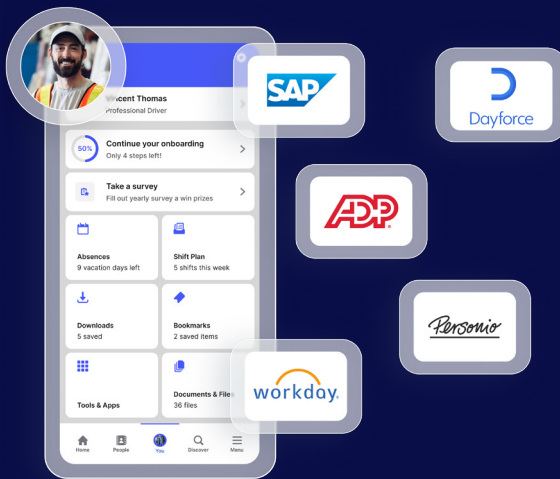 Vincent Thomas
Professional Driver
50%
Continue your onboarding
Only 4 steps left!
Take a survey
Fill out yearly survey a win prizes
Absences
9 vacation days left
Shift Plan
5 shifts this week
Downloads
5 saved
Bookmarks
2 saved items
Tools & Apps
Documents & Files
36 files
Home
People
You
Discover
Menu
SAP
Dayforce
ADP
Personio
workday.